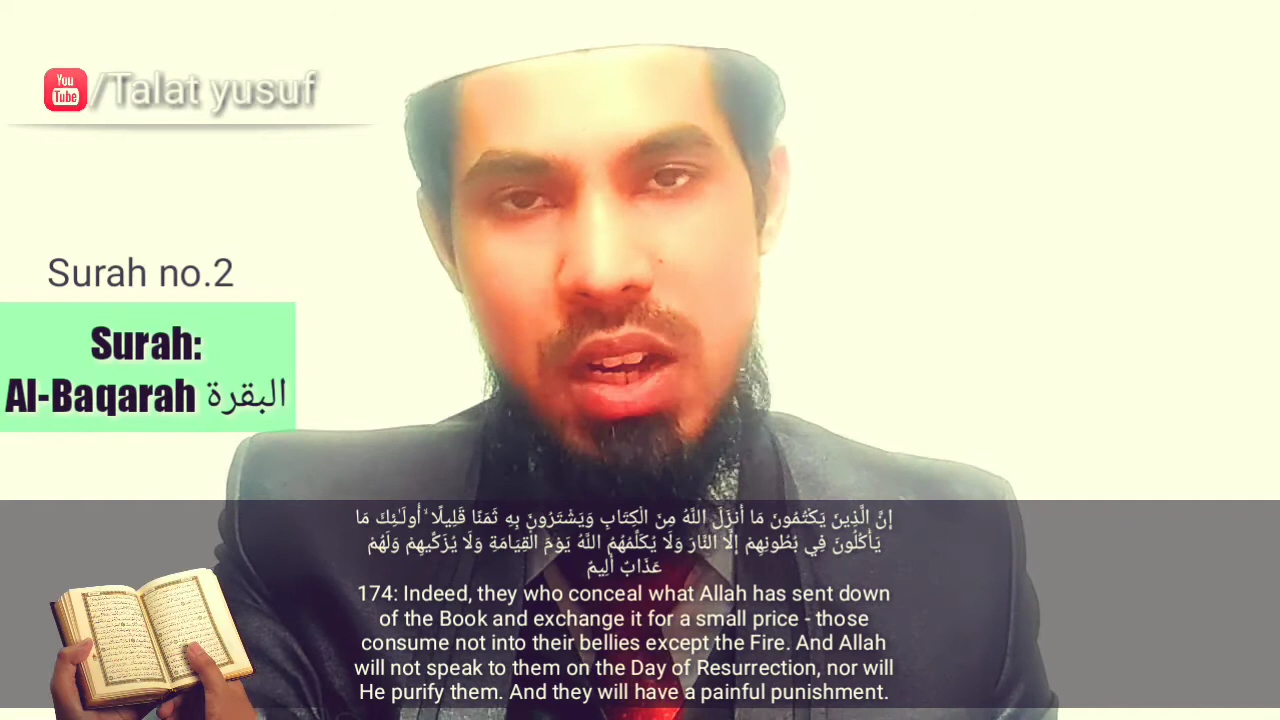 You
Tube
/Talat yusuf
Surah no.2
Surah:
Al-Baqarah البقرة
إِنَّ الَّذِينَ يَكْتُمُونَ مَا أَنزَلَ اللَّهُ مِنَ الْكِتَابِ وَيَشْتَرُونَ بِهِ ثَمَنًا قَلِيلًا ۙ أُولَـٰئِكَ مَا
يَأْكُلُونَ فِي بُطُونِهِمْ إِلَّا النَّارَ وَلَا يُكَلِّمُهُمُ اللَّهُ يَوْمَ الْقِيَامَةِ وَلَا يُزَكِّيهِمْ وَلَهُمْ
عَذَابٌ أَلِيمٌ
174: Indeed, they who conceal what Allah has sent down
of the Book and exchange it for a small price - those
consume not into their bellies except the Fire. And Allah
will not speak to them on the Day of Resurrection, nor will
He purify them. And they will have a painful punishment.